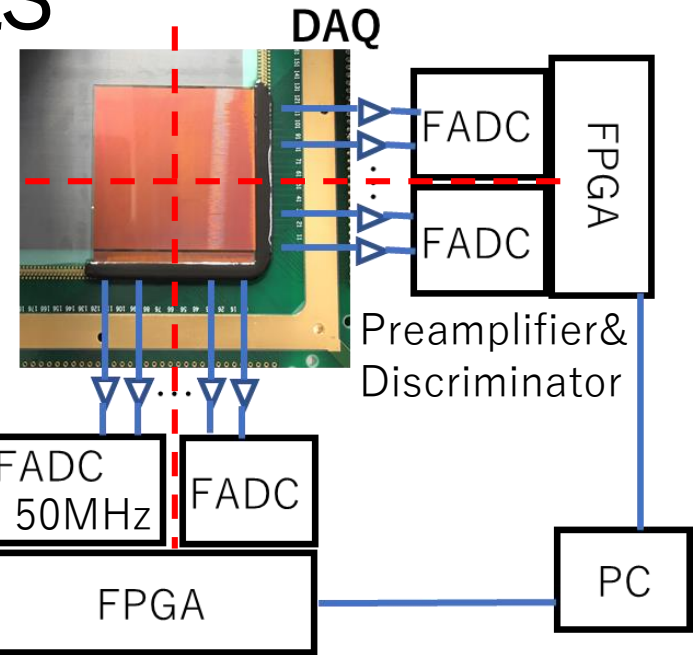 DAQ
FADC
FADC
FPGA
Preamplifier&
Discriminator
...
...
FADC
50MHz
FADC
FPGA
PC